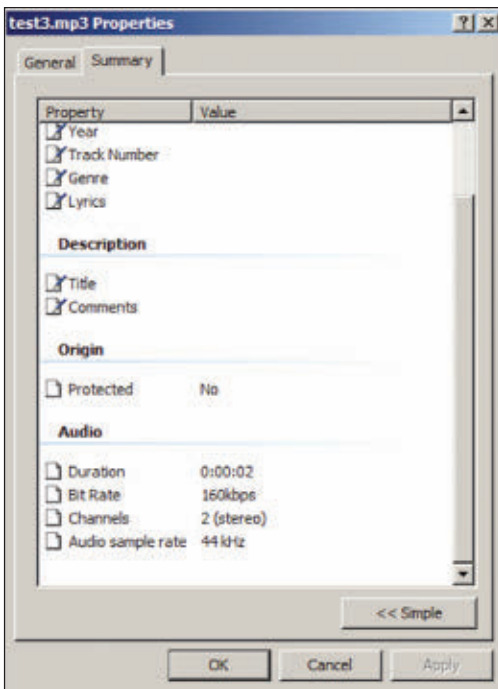 test3.mp3 Properties
General Summary
Property Value
Year
Track Number
Genre
Lyrics
Description
Title
Comments
Origin
Protected No
Audio
Duration 0:00:02
Bit Rate 160kbps
Channels 2 (stereo)
Audio sample rate 44 kHz
<< Simple
OK Cancel Apply